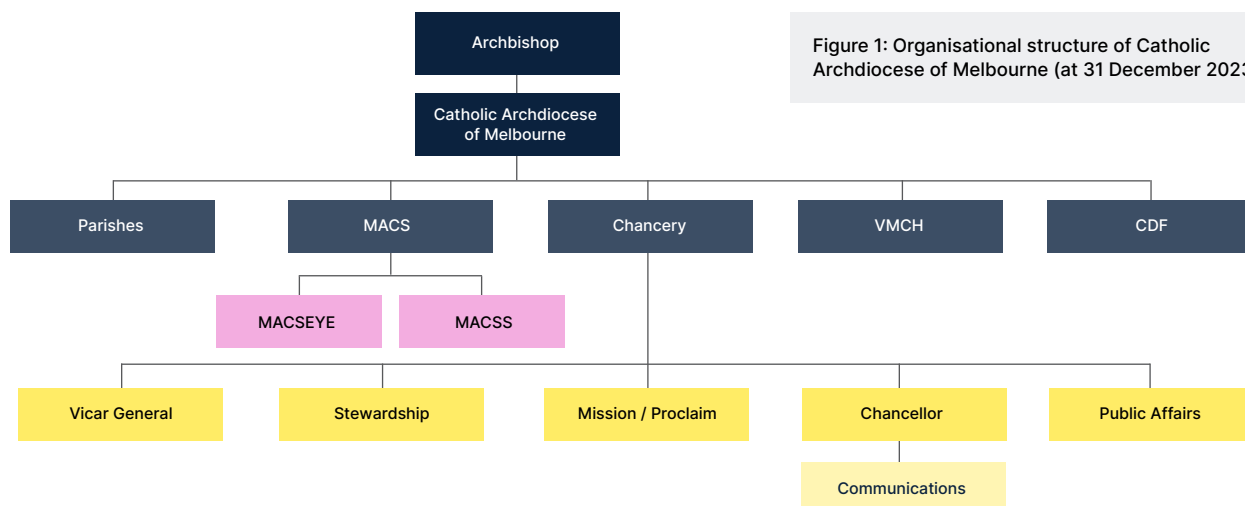 Archbishop
Figure 1: Organisational structure of Catholic
Archdiocese of Melbourne (at 31 December 2023
Catholic Archdiocese
of Melbourne
Parishes
MACS
Chancery
VMCH
CDF
MACSEYE
MACSS
Vicar General
Stewardship
Mission / Proclaim
Chancellor
Public Affairs
Communications